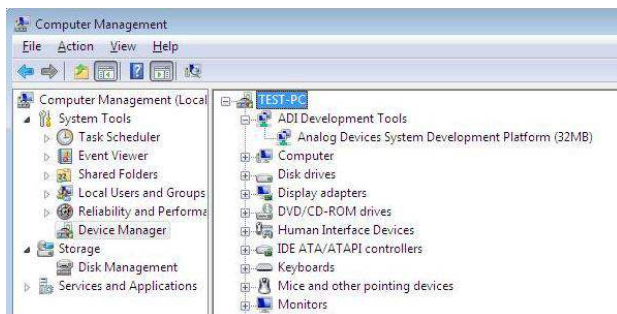 Computer Management
File Action View Help
Computer Management (Local
System Tools
Task Scheduler
Event Viewer
Shared Folders
Local Users and Groups
Reliability and Performa
Device Manager
Storage
Disk Management
Services and Applications
TEST-PC
ADI Development Tools
Analog Devices System Development Platform (32MB)
Computer
Disk drives
Display adapters
DVD/CD-ROM drives
Human Interface Devices
IDE ATA/ATAPI controllers
Keyboards
Mice and other pointing devices
Monitors